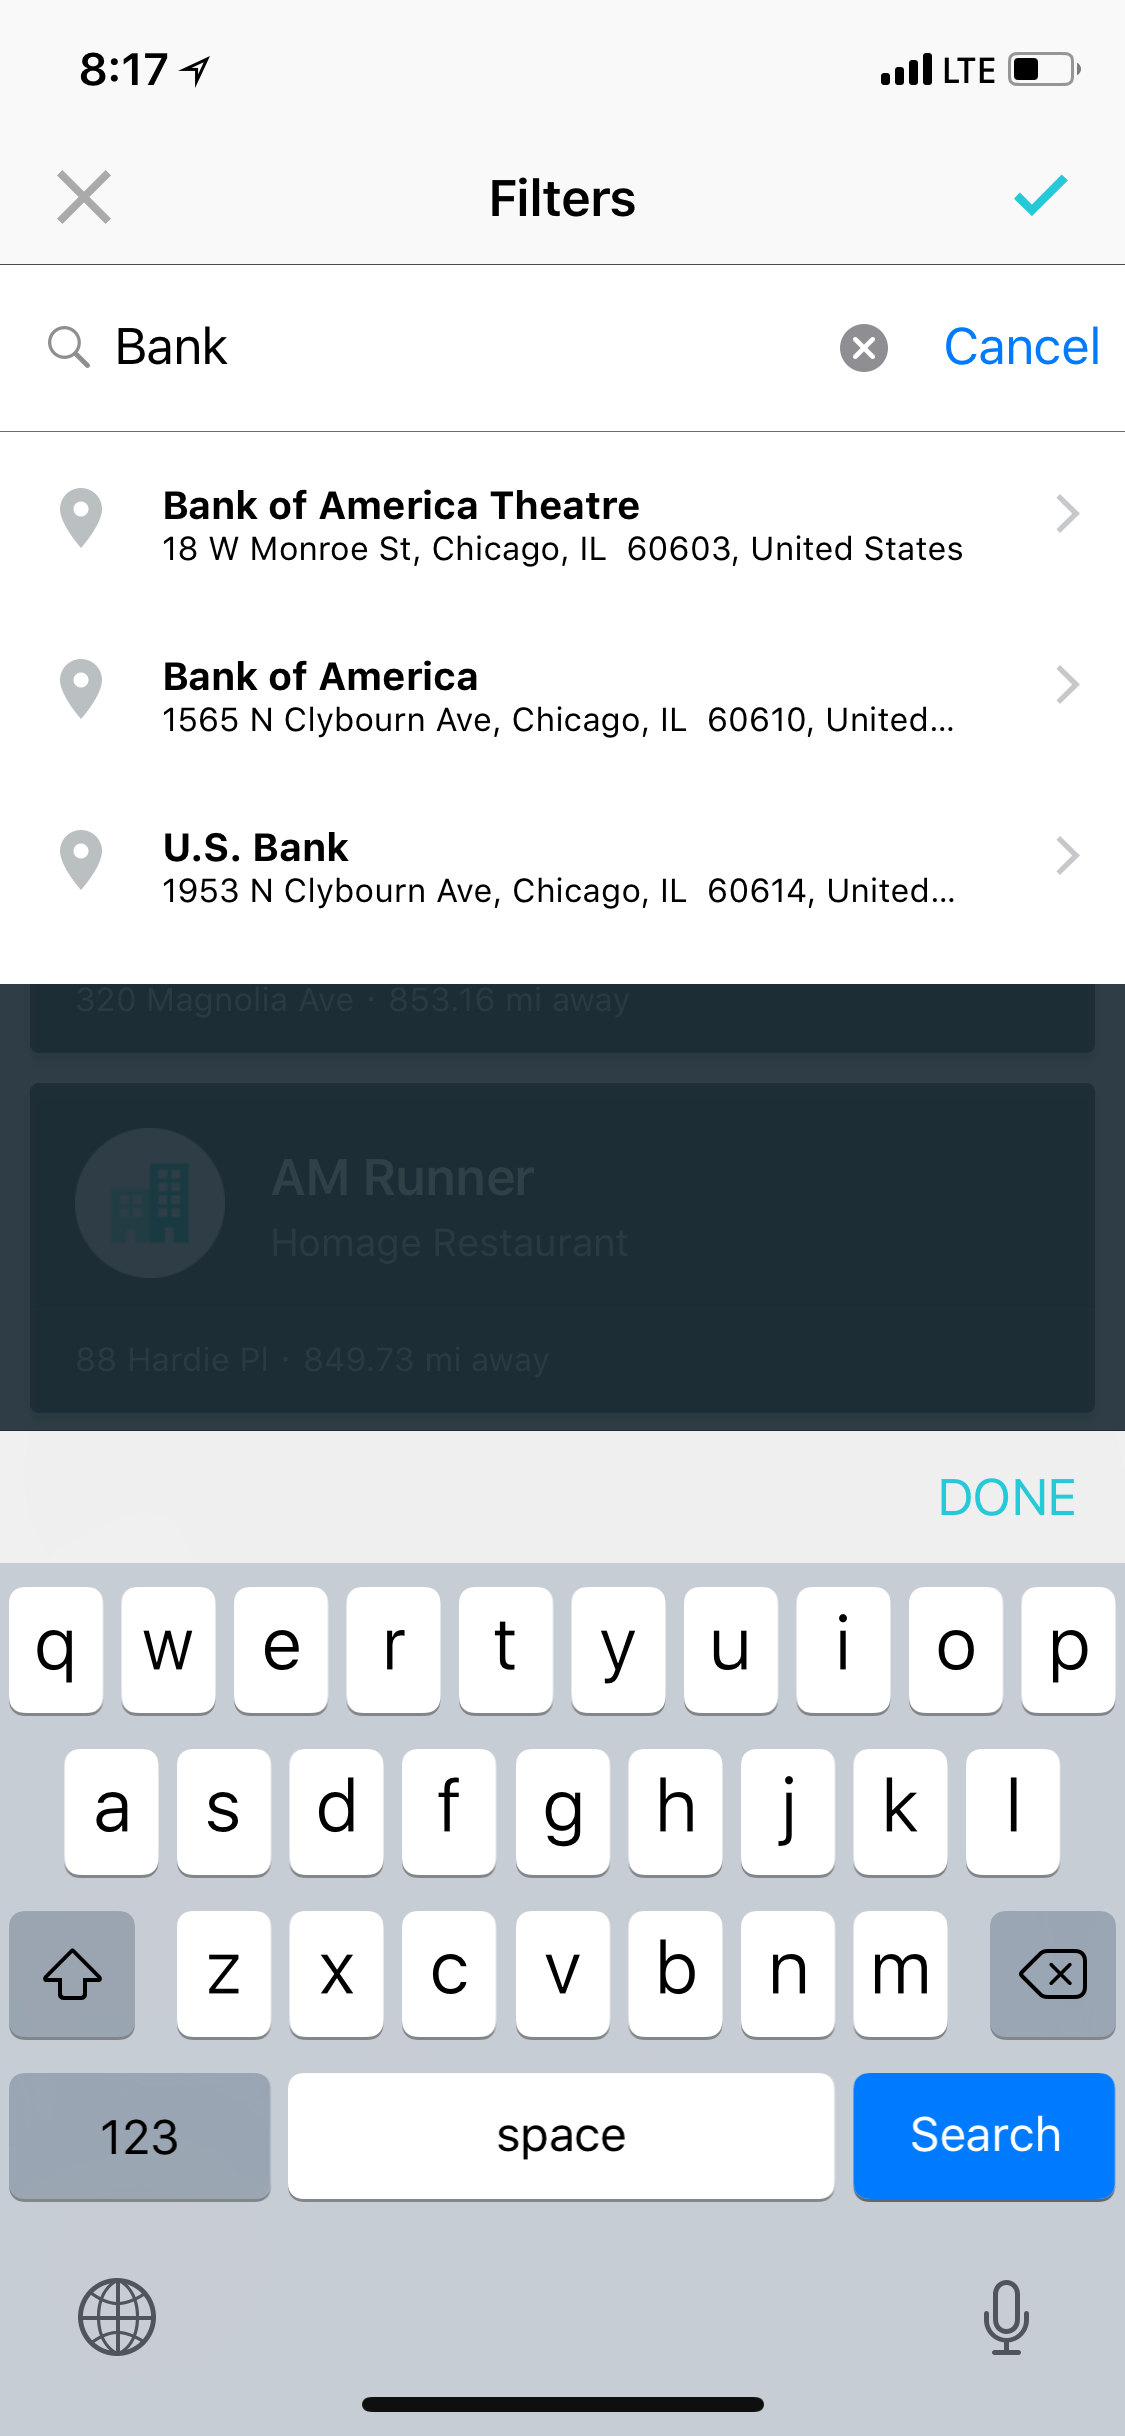 8:17
LTE
Filters
Bank
Cancel
Bank of America Theatre
18 W Monroe St, Chicago, IL  60603, United States
Bank of America
1565 N Clybourn Ave, Chicago, IL  60610, United...
U.S. Bank
1953 N Clybourn Ave, Chicago, IL  60614, United...
320 Magnolia Ave · 853.16 mi away
AM Runner
Homage Restaurant
88 Hardie Pl · 849.73 mi away
DONE
q w e r t y u i o p
a s d f g h j k l
z x c v b n m
123 space Search